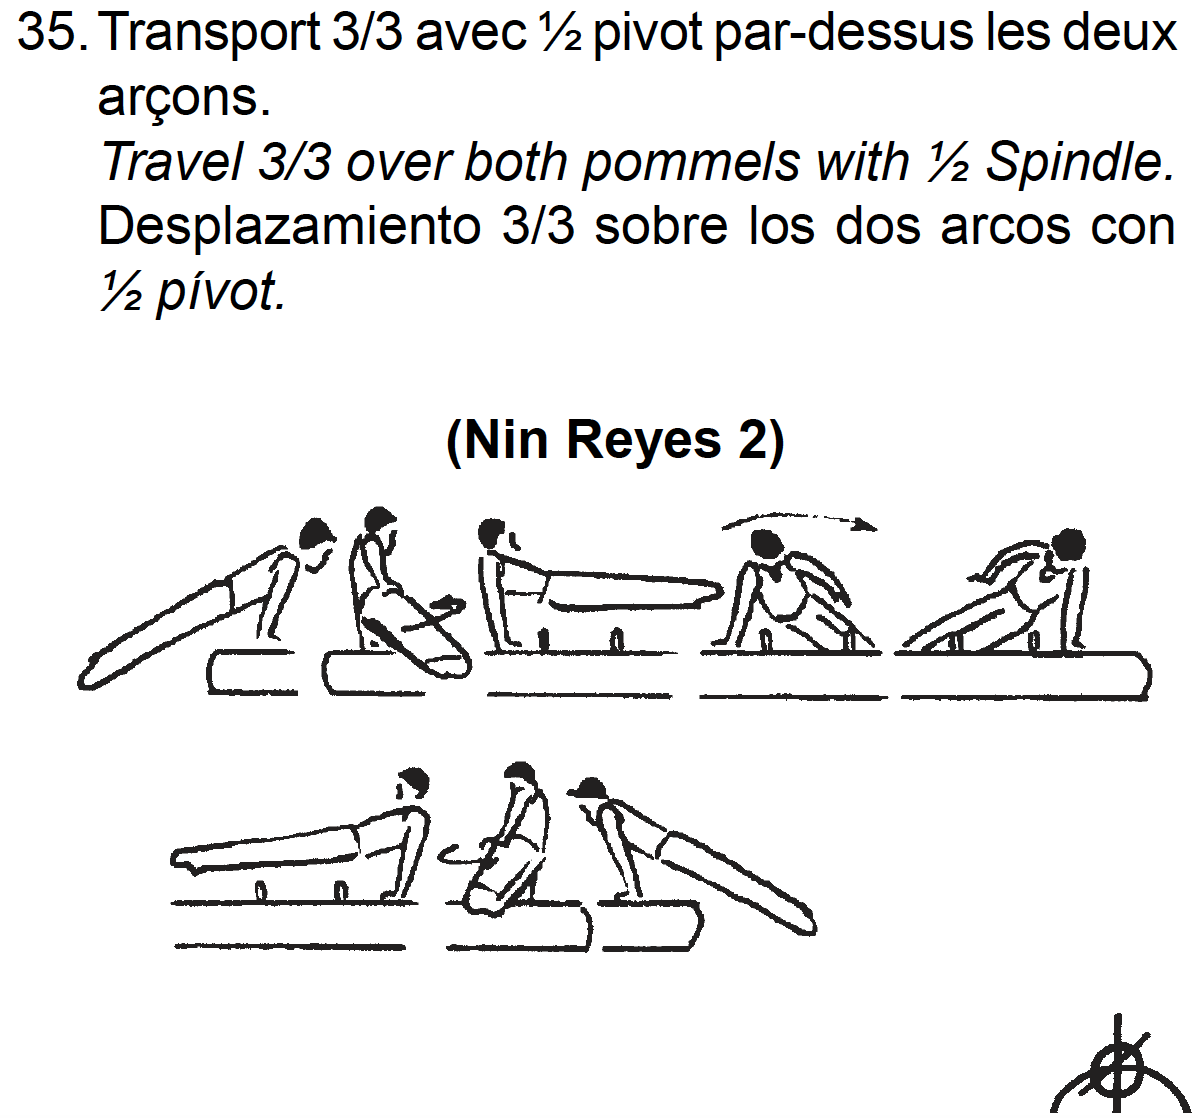 35. Transport 3/3 avec ½ pivot par-dessus les deux
arçons.
Travel 3/3 over both pommels with ½ Spindle.
Desplazamiento 3/3 sobre los dos arcos con
½ pívot.
(Nin Reyes 2)